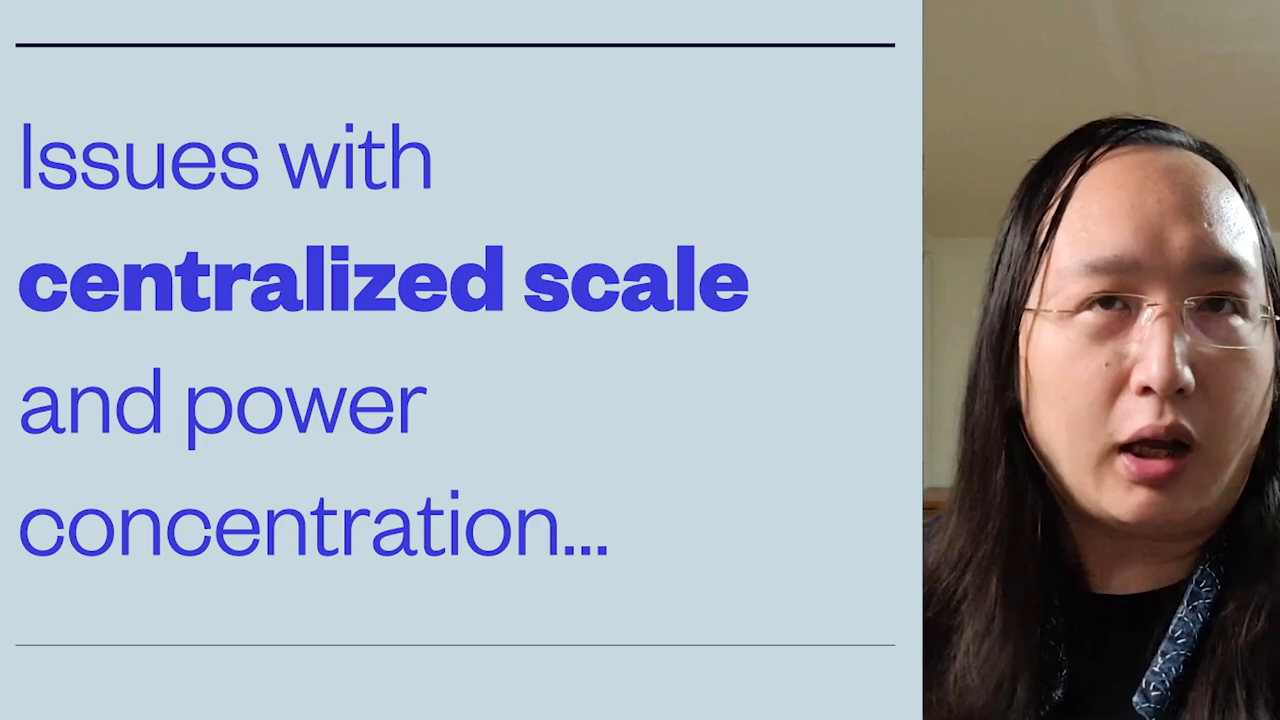 Issues with
centralized scale
and power
concentration...